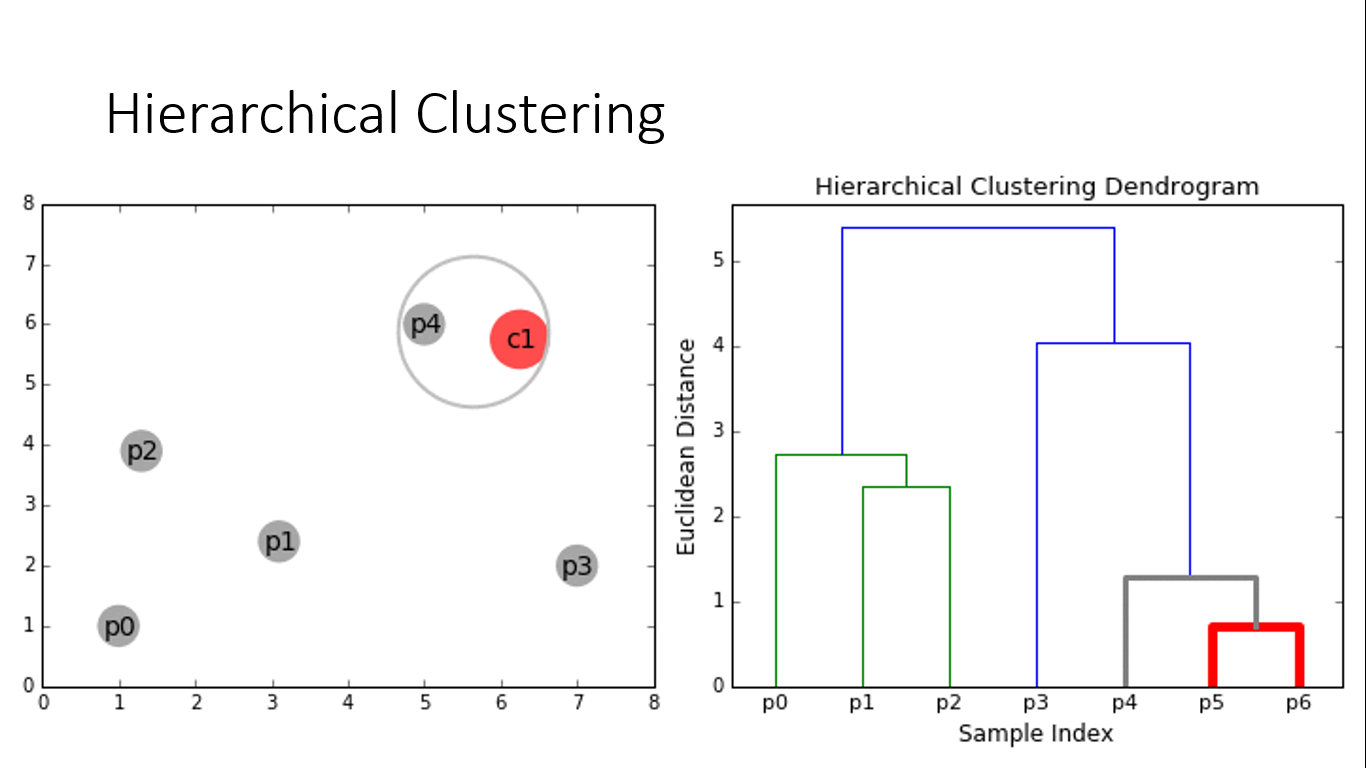 Hierarchical Clustering
8
7
6
5
4
3
2
1
0
p4
c1
p2
p1
p3
p0
0 1 2 3 4 5 6 7 8
Hierarchical Clustering Dendrogram
Euclidean Distance
5
4
3
2
1
0
p0 p1 p2 p3 p4 p5 p6
Sample Index